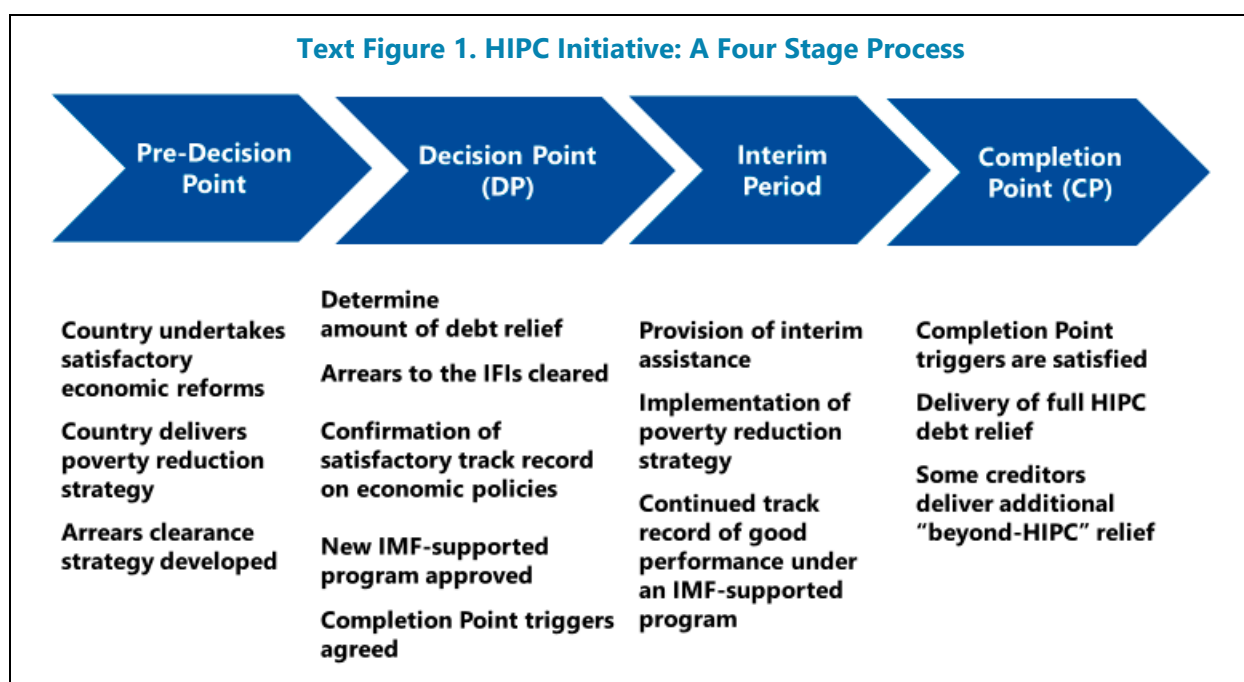 Text Figure 1. HIPC Initiative: A Four Stage Process
Pre-Decision
Point
Decision Point
(DP)
Interim
Period
Completion
Point (CP)
Country undertakes
satisfactory
economic reforms
Country delivers
poverty reduction
strategy
Arrears clearance
strategy developed
Determine
amount of debt relief
Arrears to the IFIs cleared
Confirmation of
satisfactory track record
on economic policies
New IMF-supported
program approved
Completion Point triggers
agreed
Provision of interim
assistance
Implementation of
poverty reduction
strategy
Continued track
record of good
performance under
an IMF-supported
program
Completion Point
triggers are satisfied
Delivery of full HIPC
debt relief
Some creditors
deliver additional
“beyond-HIPC” relief